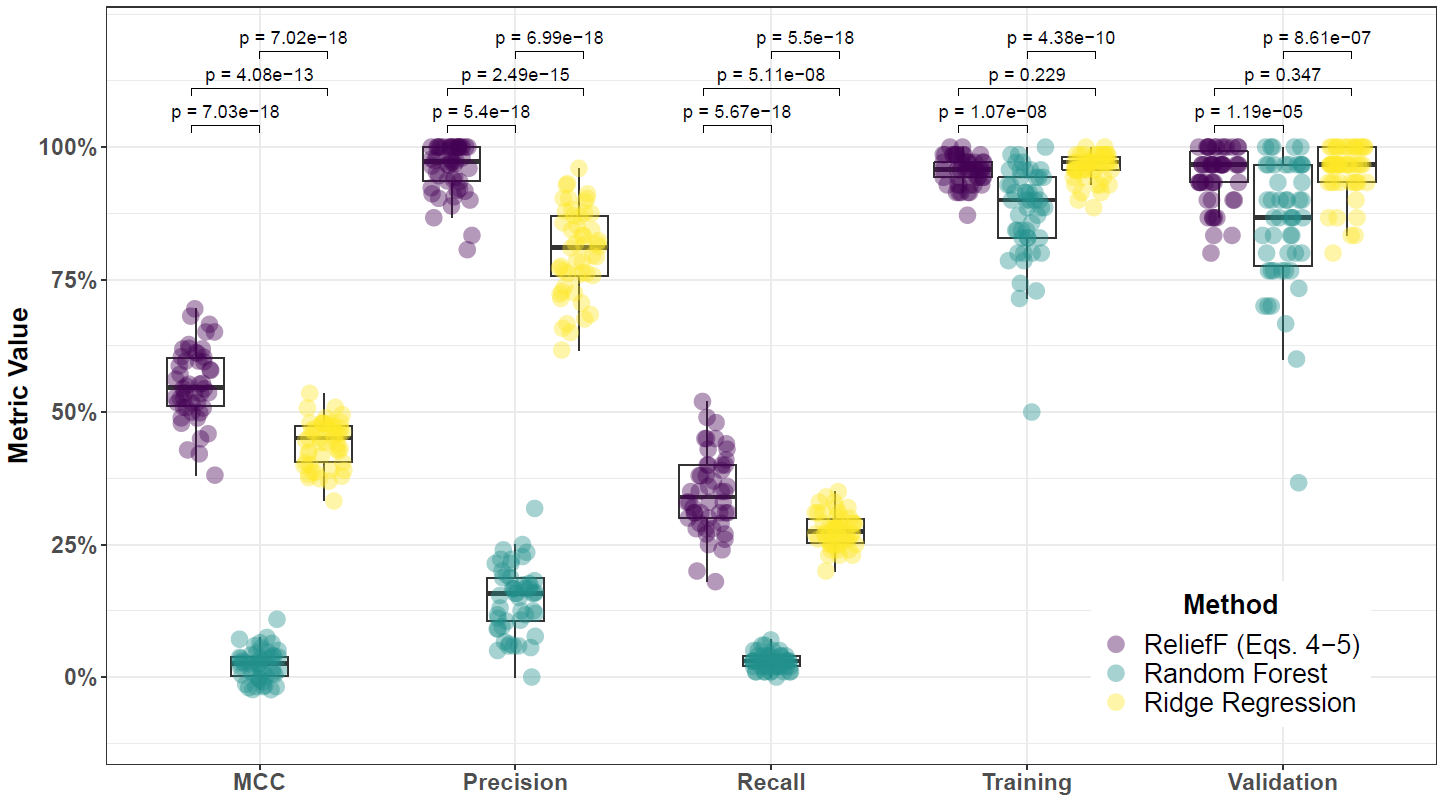 p = 7.02e−18
p = 6.99e−18
p = 5.5e−18
p = 4.38e−10
p = 8.61e−07
p = 4.08e−13
p = 2.49e−15
p = 5.11e−08
p = 0.229
p = 0.347
p = 7.03e−18
p = 5.4e−18
p = 5.67e−18
p = 1.07e−08
p = 1.19e−05
100%
75%
50%
25%
0%
Metric Value
Method
ReliefF (Eqs. 4−5)
Random Forest
Ridge Regression
MCC
Precision
Recall
Training
Validation